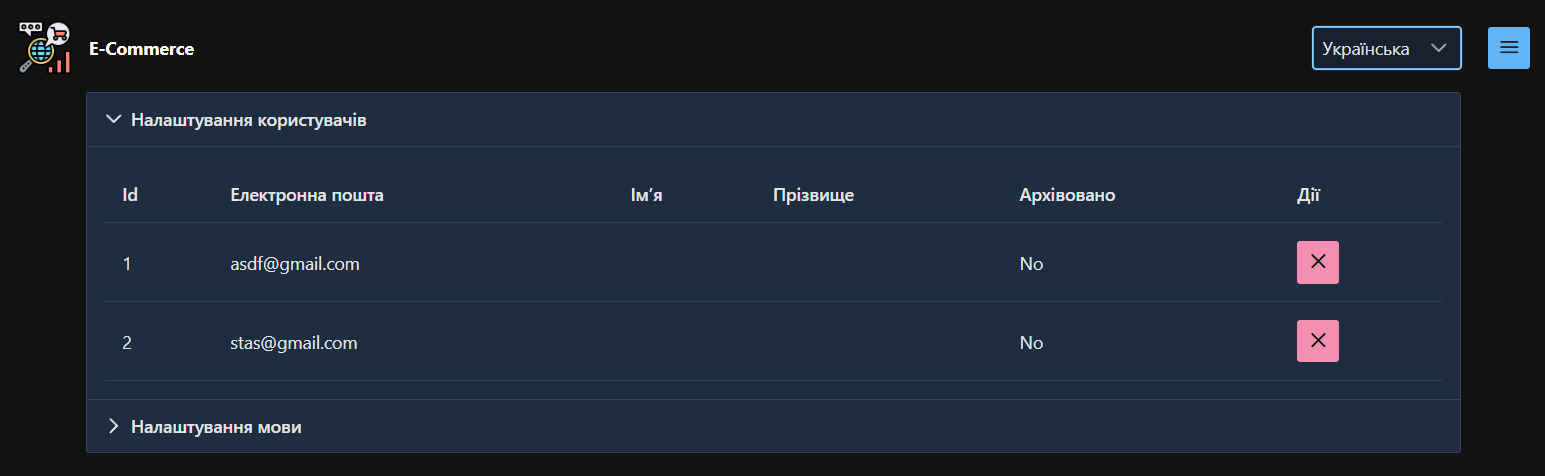 E-Commerce Українська
Налаштування користувачів
Id Електронна пошта Ім’я Прізвище Архівовано Дії
1 asdf@gmail.com No
2 stas@gmail.com No
Налаштування мови